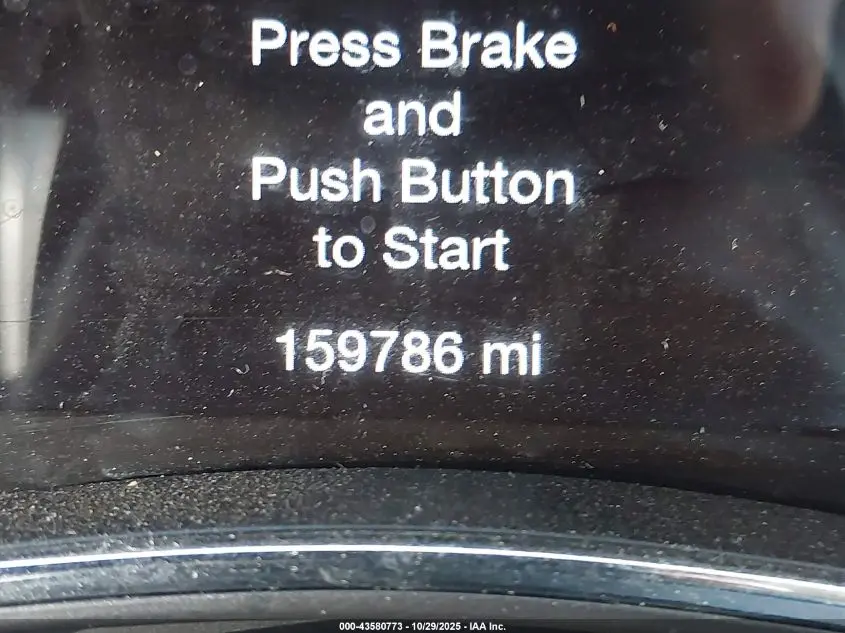 Press Brake
and
Push Button
to Start
159786 mi
000-43580773 - 10/29/2025 - IAA Inc.